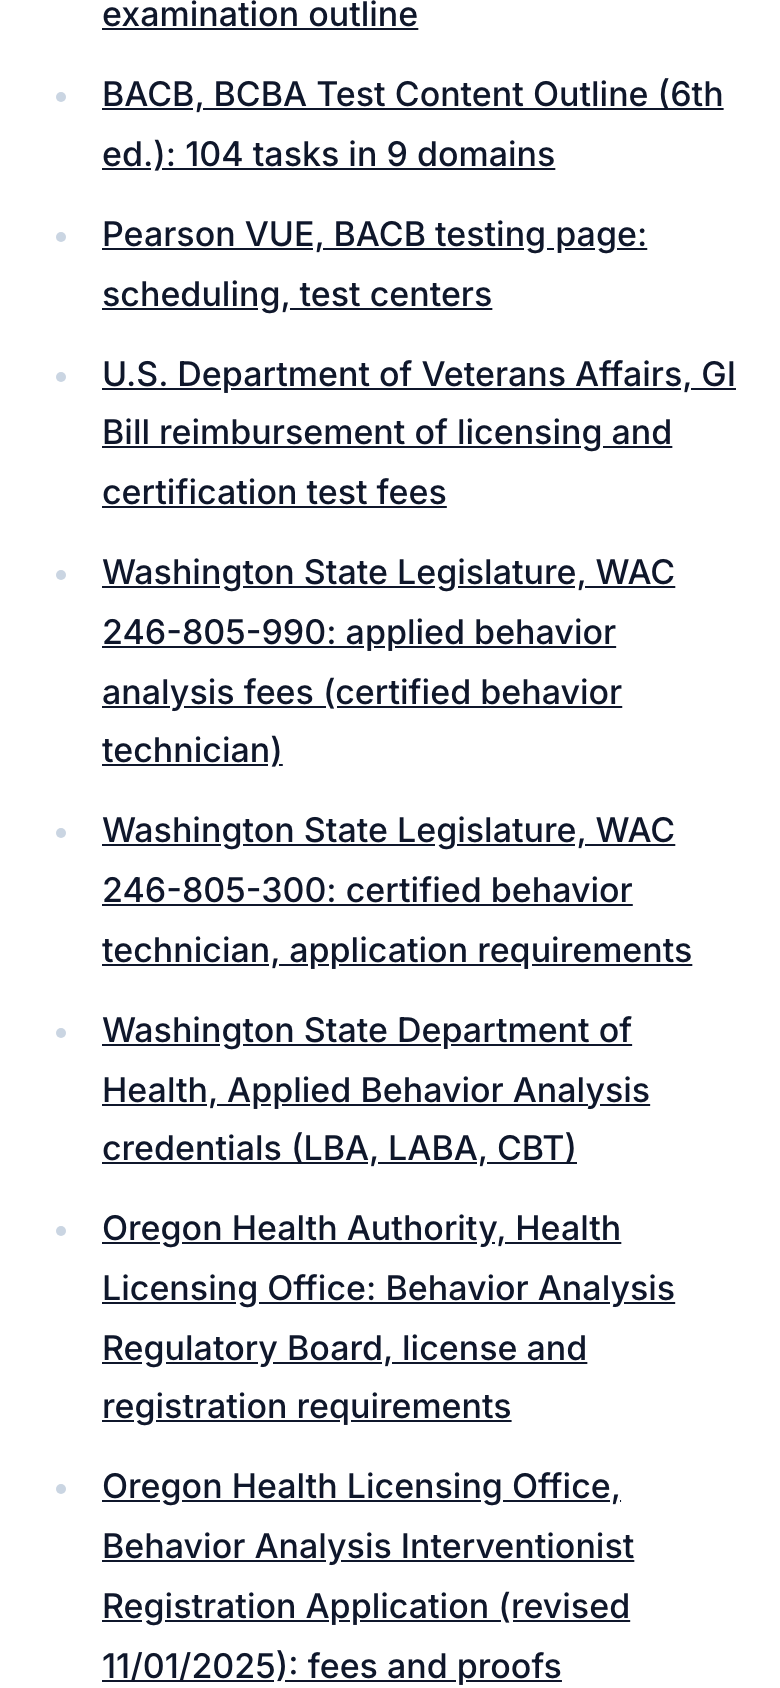 examination outline
BACB, BCBA Test Content Outline (6th
ed.): 104 tasks in 9 domains
Pearson VUE, BACB testing page:
scheduling, test centers
U.S. Department of Veterans Affairs, GI
Bill reimbursement of licensing and
certification test fees
Washington State Legislature, WAC
246-805-990: applied behavior
analysis fees (certified behavior
technician)
Washington State Legislature, WAC
246-805-300: certified behavior
technician, application requirements
Washington State Department of
Health, Applied Behavior Analysis
credentials (LBA, LABA, CBT)
Oregon Health Authority, Health
Licensing Office: Behavior Analysis
Regulatory Board, license and
registration requirements
Oregon Health Licensing Office,
Behavior Analysis Interventionist
Registration Application (revised
11/01/2025): fees and proofs